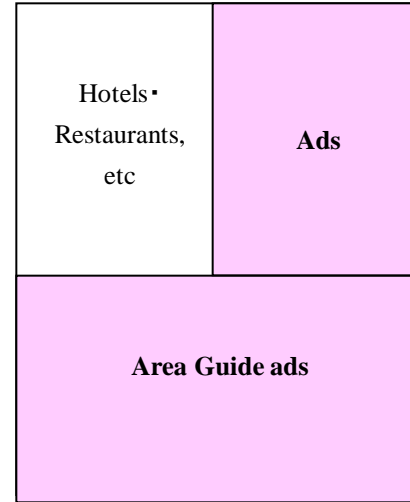 Hotels・
Restaurants,
etc
Ads
Area Guide ads